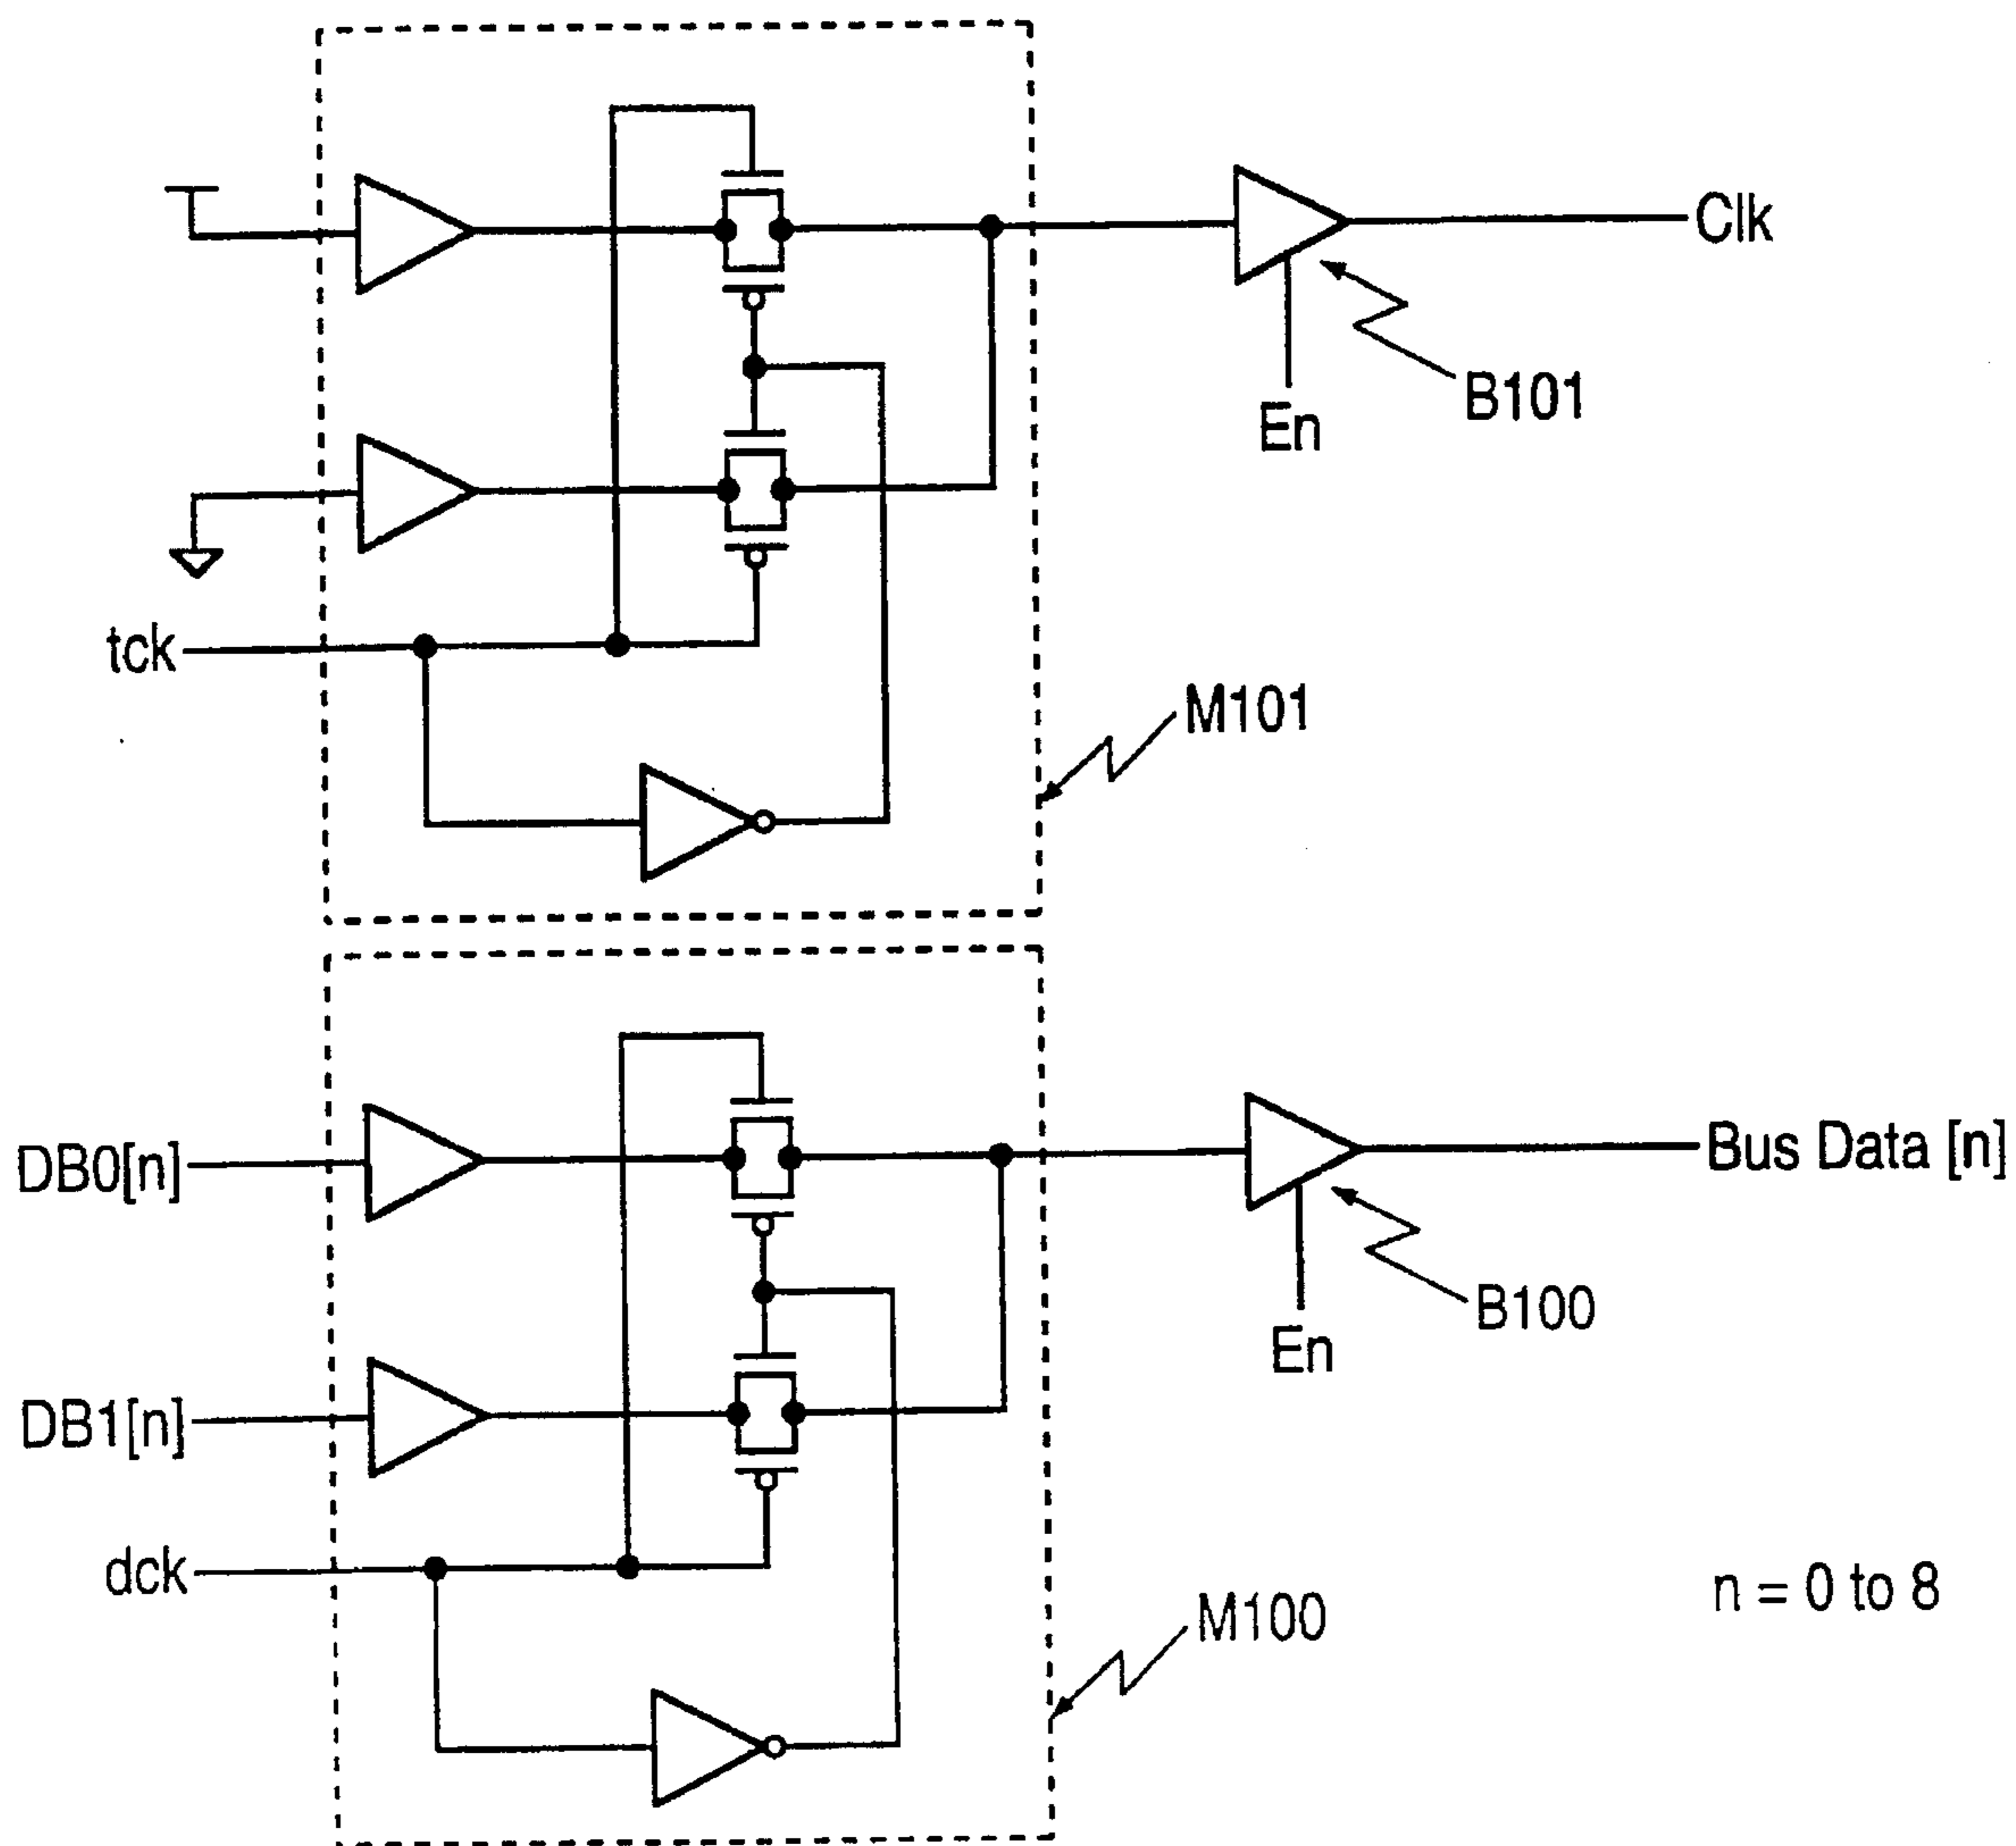 Clk
B101
En
tck
M101
DB0[n]
Bus Data [n]
B100
En
DB1[n]
dck
n = 0 to 8
M100